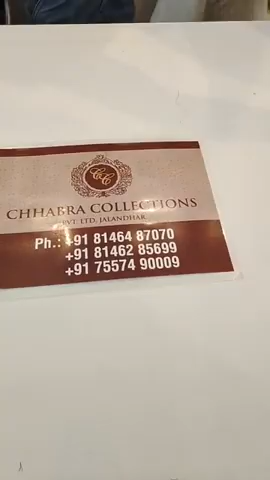 CC
CHHABRA COLLECTIONS
PVT. LTD, JALANDHAR
Ph.: +91 81464 87070
+91 81462 85699
+91 75574 90009